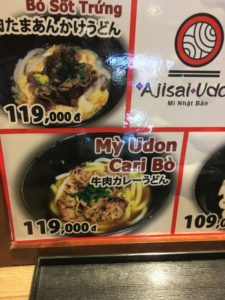 Bò Sốt Trứng
肉たまあんかけうどん
119,000đ
Ajisai Udo
Mì Nhật Bản
Mỳ Udon
Cari Bò
牛肉カレーうどん
119,000đ
109,